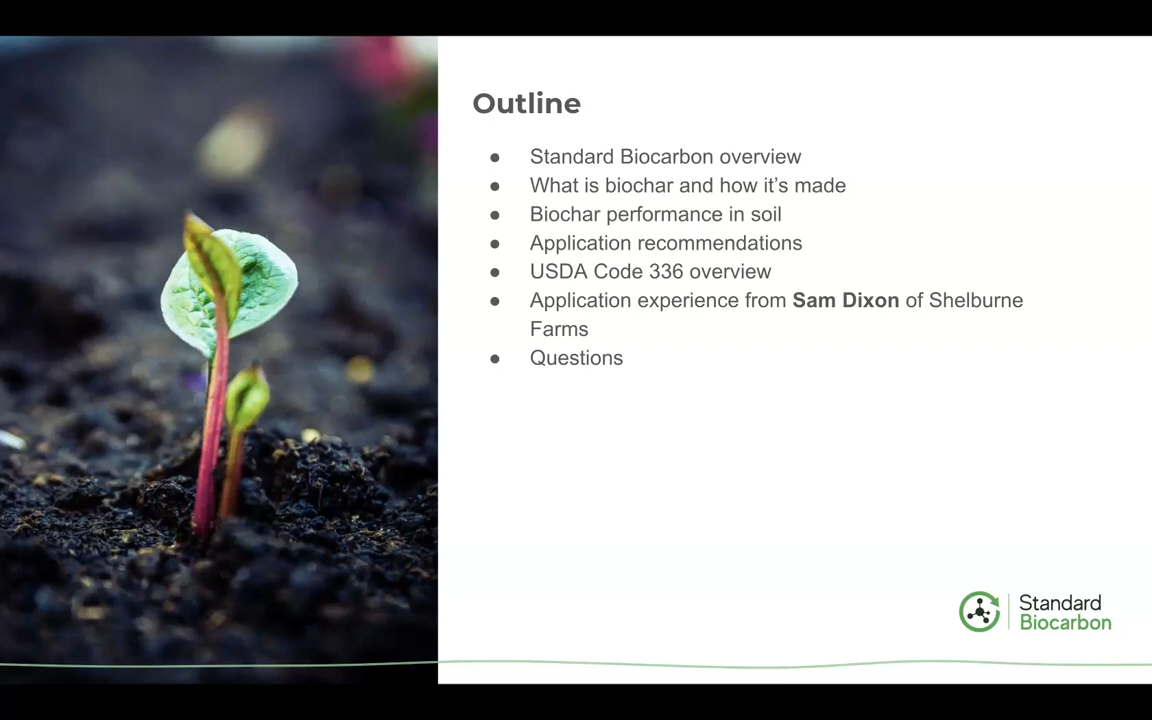 Outline
● Standard Biocarbon overview
● What is biochar and how it’s made
● Biochar performance in soil
● Application recommendations
● USDA Code 336 overview
● Application experience from Sam Dixon of Shelburne
Farms
● Questions
Standard
Biocarbon